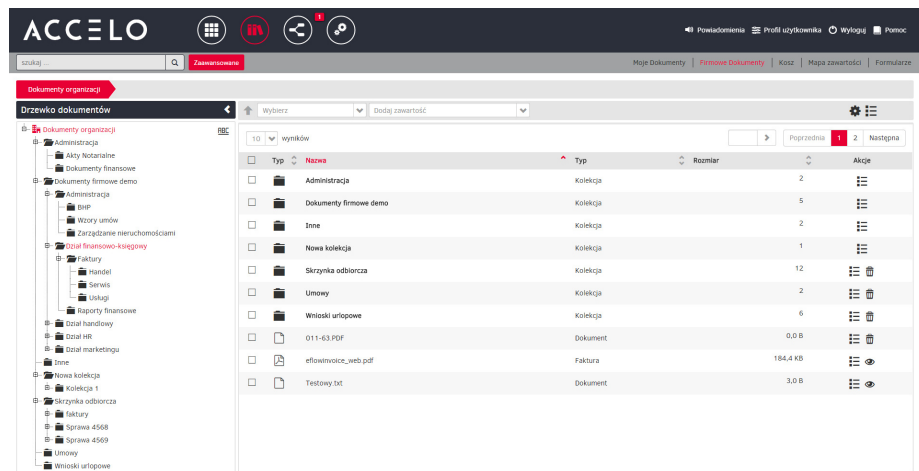 ACCELO
1
Powiadomienia Profil użytkownika Wyloguj Pomoc
szukaj ... Zaawansowane
Moje Dokumenty | Firmowe Dokumenty | Kosz | Mapa zawartości | Formularze
Dokumenty organizacji
Drzewko dokumentów
Dokumenty organizacji ABC
Administracja
Akty Notarialne
Dokumenty finansowe
Dokumenty firmowe demo
Administracja
BHP
Wzory umów
Zarządzanie nieruchomościami
Dział finansowo-księgowy
Faktury
Handel
Serwis
Usługi
Raporty finansowe
Dział handlowy
Dział HR
Dział marketingu
Inne
Nowa kolekcja
Kolekcja 1
Skrzynka odbiorcza
faktury
Sprawa 4568
Sprawa 4569
Umowy
Wnioski urlopowe
Wybierz Dodaj zawartość
10 wyników Poprzednia 1 2 Następna
Typ Nazwa Typ Rozmiar Akcje
Administracja Kolekcja 2
Dokumenty firmowe demo Kolekcja 5
Inne Kolekcja 2
Nowa kolekcja Kolekcja 1
Skrzynka odbiorcza Kolekcja 12
Umowy Kolekcja 2
Wnioski urlopowe Kolekcja 6
011-63.PDF Dokument 0,0 B
eflowinvoice_web.pdf Faktura 184,4 KB
Testowy.txt Dokument 3,0 B